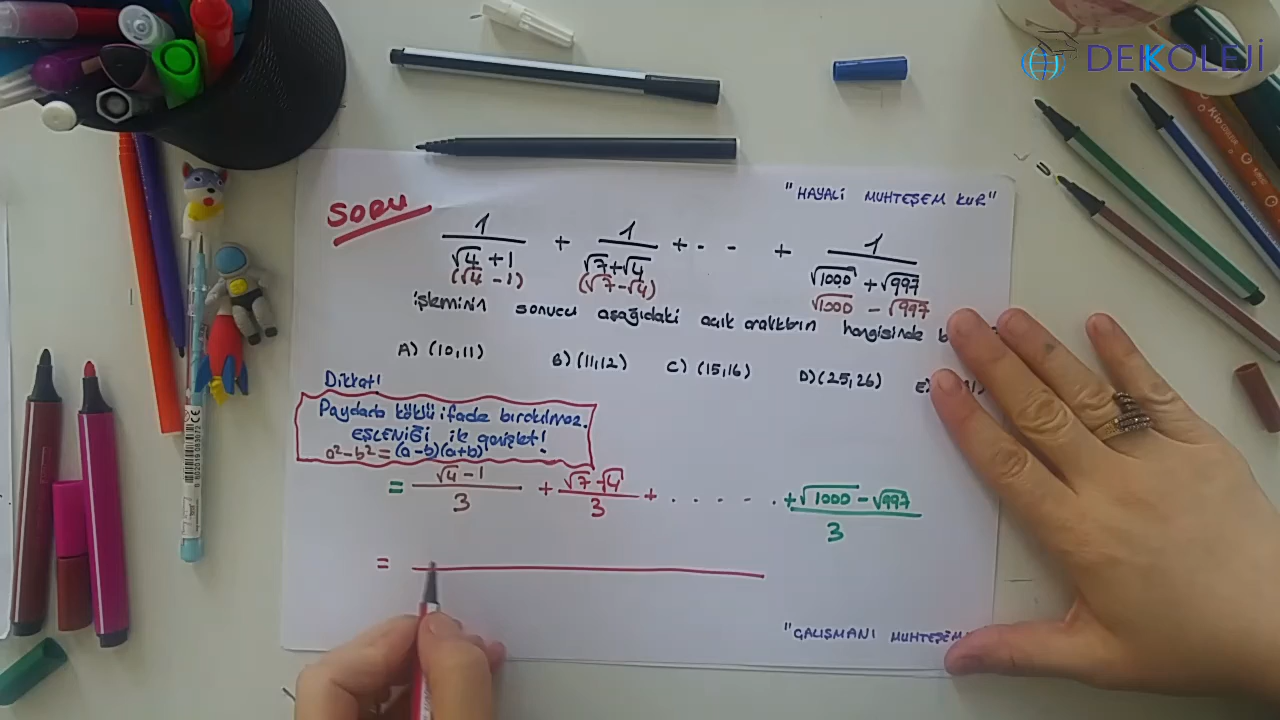 DEKOLEJİ
"HAYALİ MUHTEŞEM KUR"
SORU
1/(√4 + 1) + 1/(√7+√4) + · - - + 1/(√1000 + √997)
(√4 - 1) (√7-√4) √1000 - √997
işleminin sonucu aşağıdaki açık aralıkların hangisinde
A) (10,11) B) (11,12) C) (15,16) D) (25,26) E)
Dikkat!
Paydada köklü ifade bırakılmaz.
EŞLENİĞİ ile genişlet!
a²-b²=(a-b)(a+b)
= (√4-1)/3 + (√7-√4)/3 + . . . . . . + (√1000-√997)/3
=
"ÇALIŞMANI MUHTEŞEM